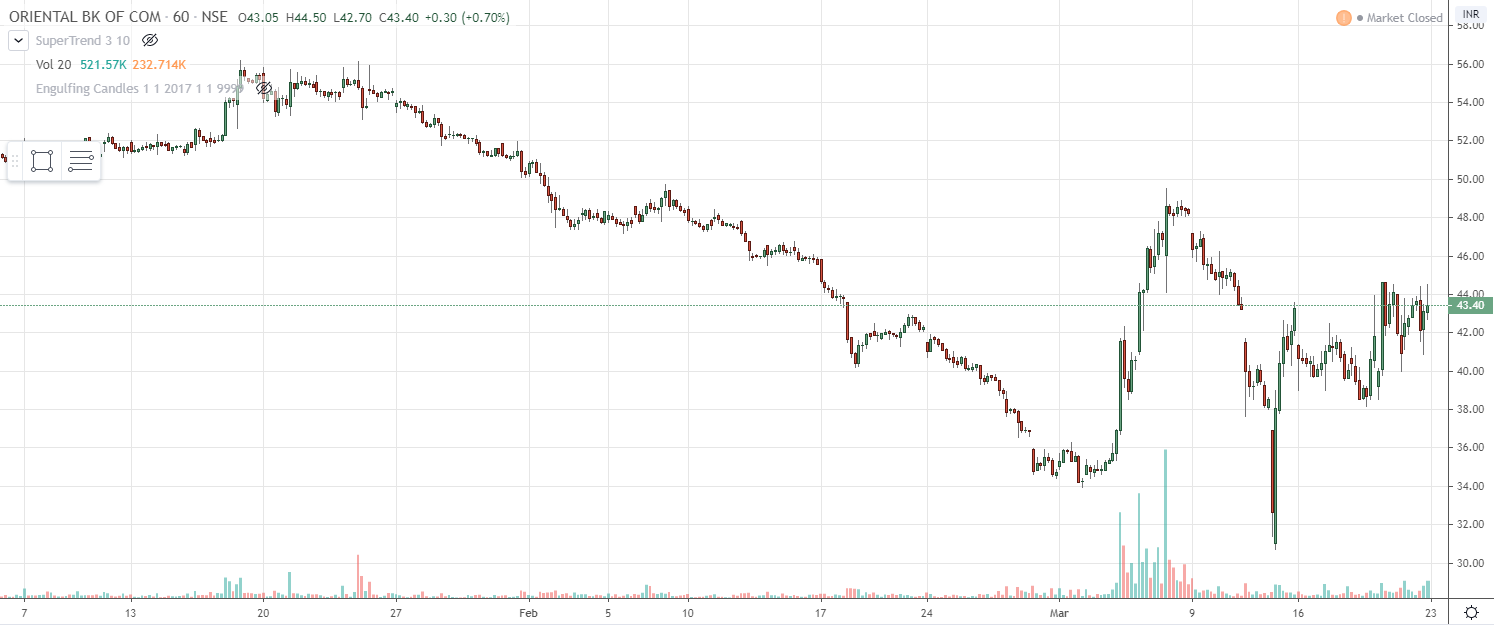 ORIENTAL BK OF COM · 60 · NSE O43.05 H44.50 L42.70 C43.40 +0.30 (+0.70%)
! Market Closed
INR
SuperTrend 3 10
Vol 20 521.57K 232.714K
Engulfing Candles 1 1 2017 1 1 9999
58.00
56.00
54.00
52.00
50.00
48.00
46.00
44.00
43.40
42.00
40.00
38.00
36.00
34.00
32.00
30.00
7 13 20 27 Feb 5 10 17 24 Mar 9 16 23